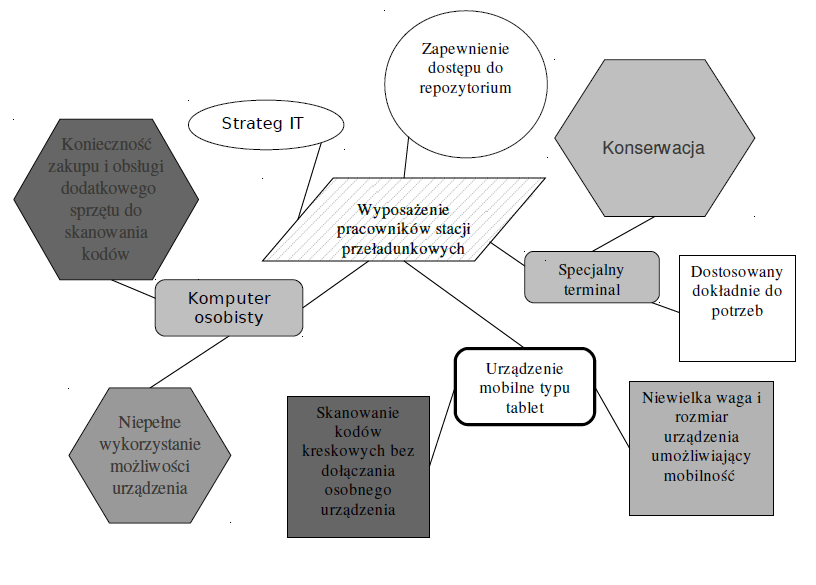 Zapewnienie
dostępu do
repozytorium
Strateg IT
Konieczność
zakupu i obsługi
dodatkowego
sprzętu do
skanowania
kodów
Konserwacja
Wyposażenie
pracowników stacji
przeładunkowych
Specjalny
terminal
Dostosowany
dokładnie do
potrzeb
Komputer
osobisty
Urządzenie
mobilne typu
tablet
Niepełne
wykorzystanie
możliwości
urządzenia
Skanowanie
kodów
kreskowych bez
dołączania
osobnego
urządzenia
Niewielka waga i
rozmiar
urządzenia
umożliwiający
mobilność